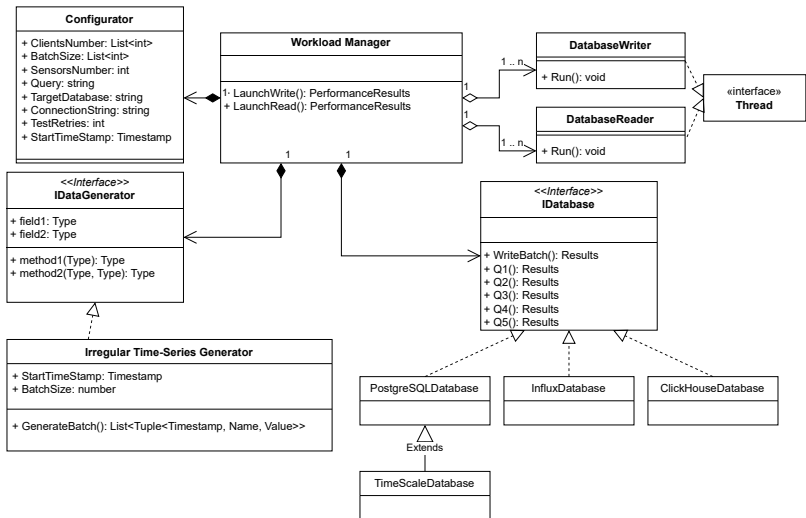 Configurator
+ ClientsNumber: List<int>
+ BatchSize: List<int>
+ SensorsNumber: int
+ Query: string
+ TargetDatabase: string
+ ConnectionString: string
+ TestRetries: int
+ StartTimeStamp: Timestamp
Workload Manager
+ LaunchWrite(): PerformanceResults
+ LaunchRead(): PerformanceResults
1
1
1
1
1
1 .. n
1 .. n
DatabaseWriter
+ Run(): void
DatabaseReader
+ Run(): void
«interface»
Thread
<<Interface>>
IDataGenerator
+ field1: Type
+ field2: Type
+ method1(Type): Type
+ method2(Type, Type): Type
<<Interface>>
IDatabase
+ WriteBatch(): Results
+ Q1(): Results
+ Q2(): Results
+ Q3(): Results
+ Q4(): Results
+ Q5(): Results
Irregular Time-Series Generator
+ StartTimeStamp: Timestamp
+ BatchSize: number
+ GenerateBatch(): List<Tuple<Timestamp, Name, Value>>
PostgreSQLDatabase
InfluxDatabase
ClickHouseDatabase
Extends
TimeScaleDatabase